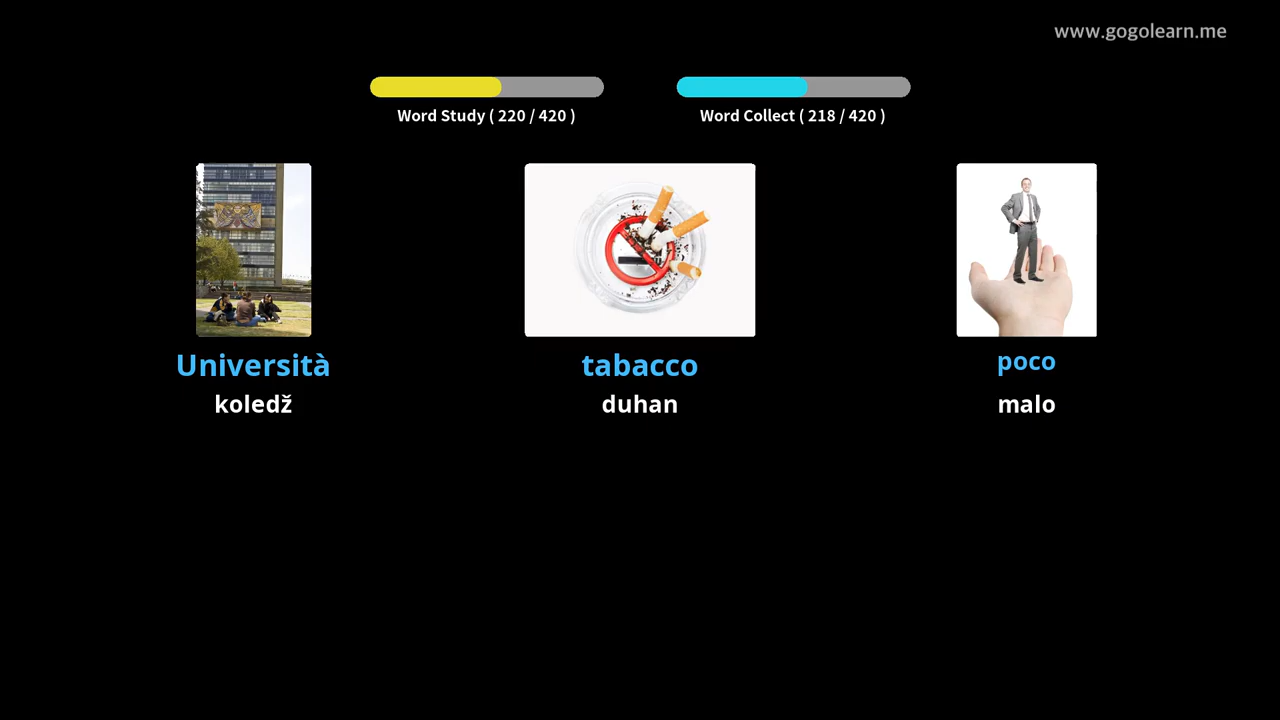 www.gogolearn.me
Word Study ( 220 / 420 )
Word Collect ( 218 / 420 )
Università
tabacco
poco
koledž
duhan
malo